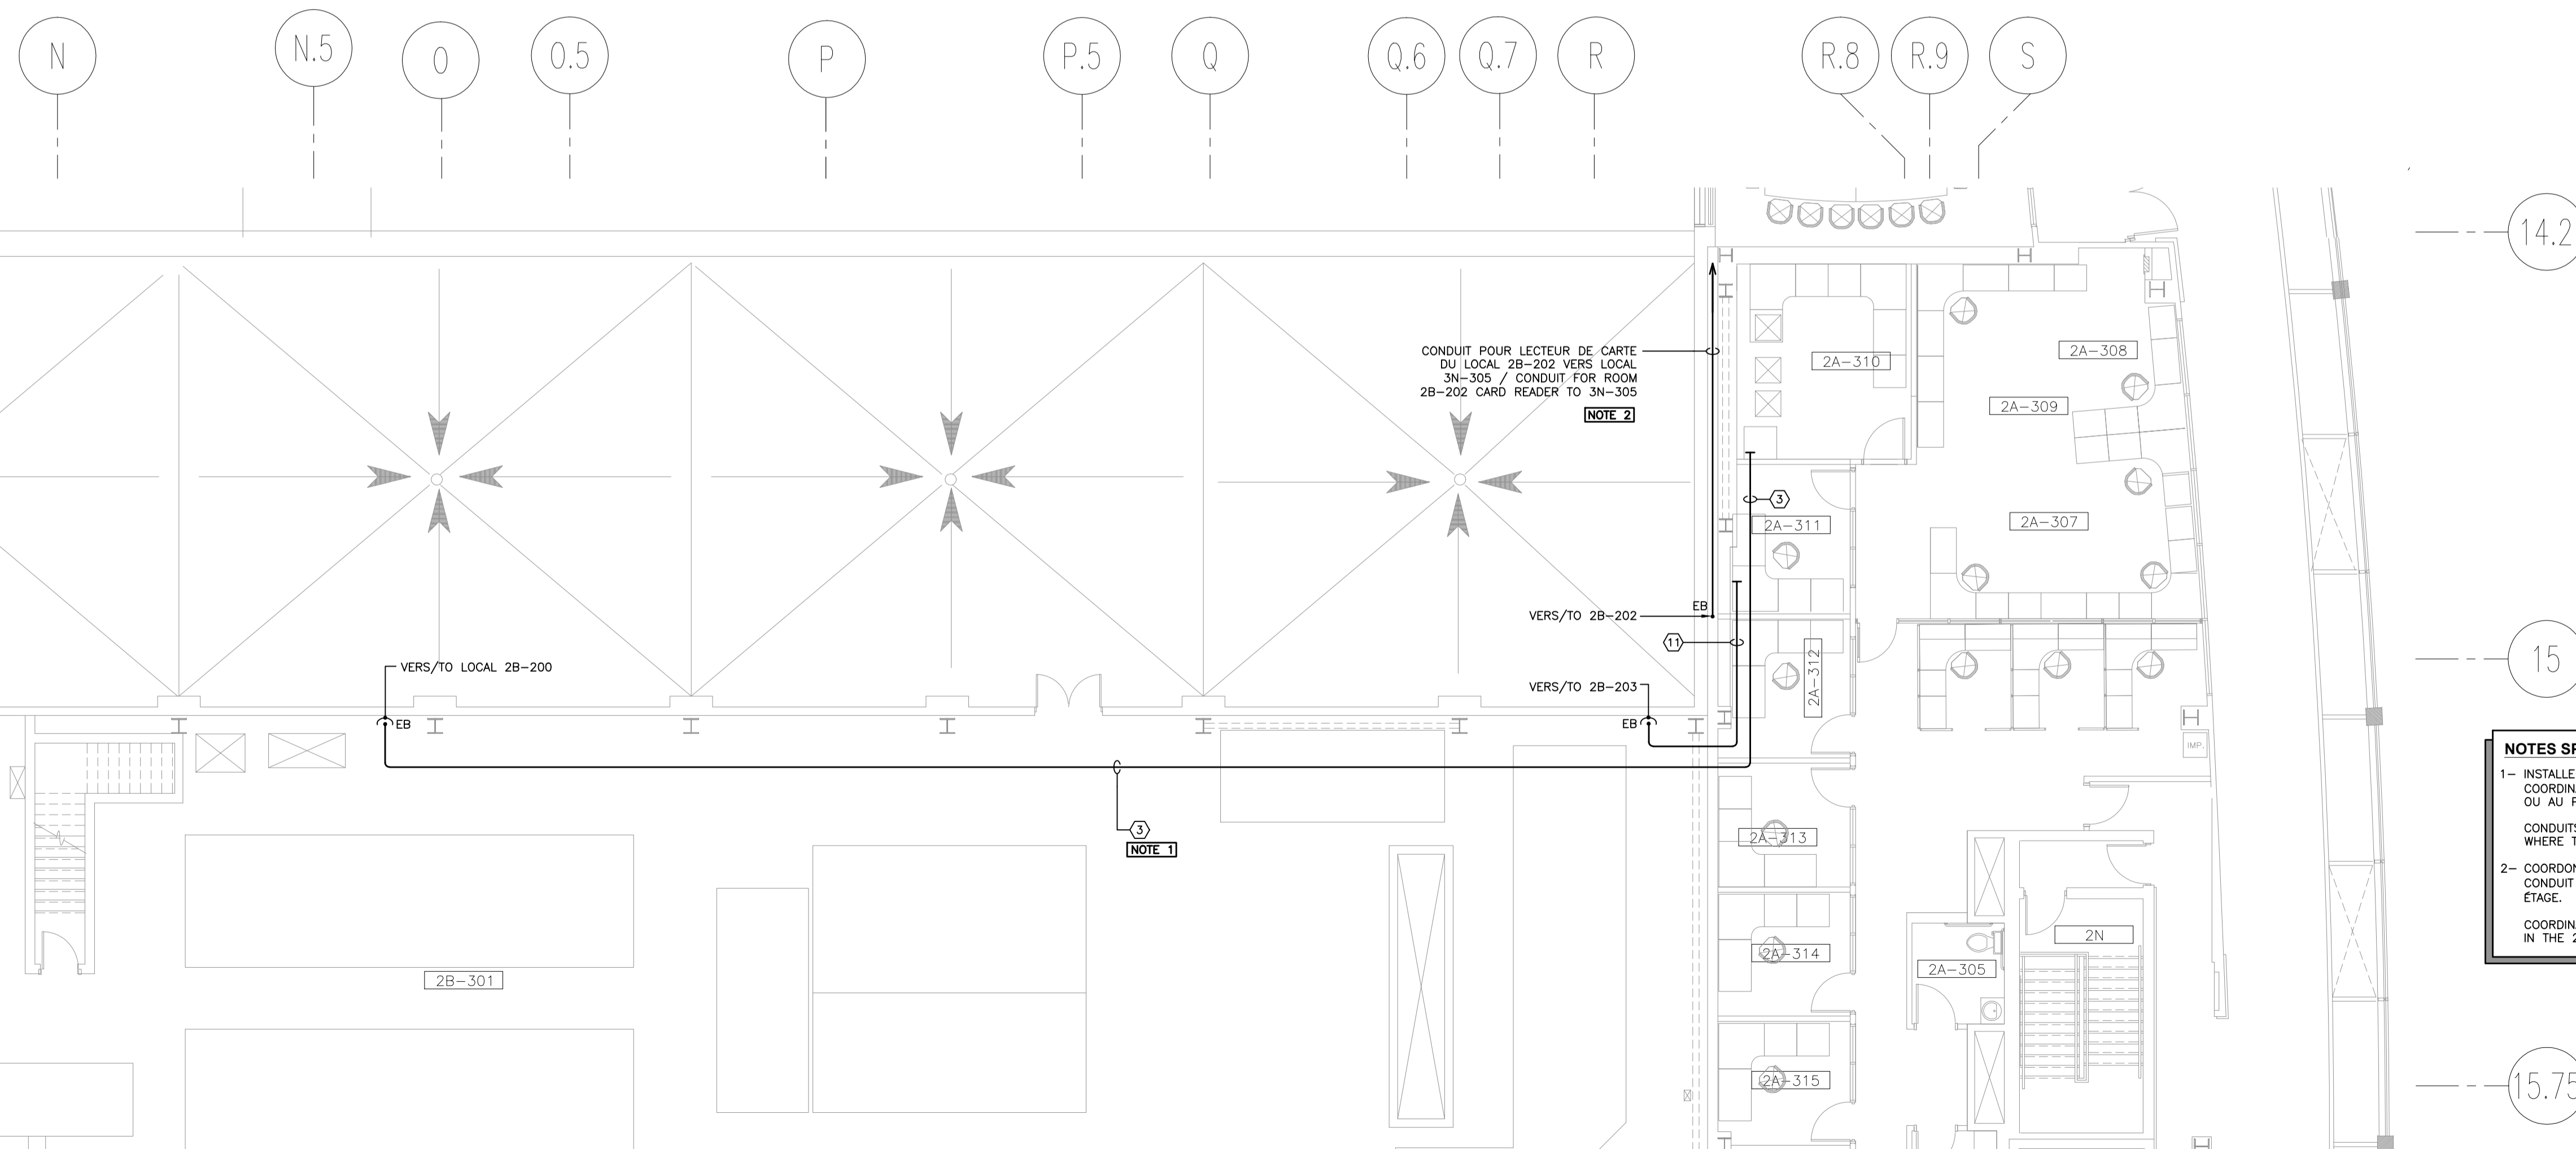 N
N.5
O
O.5
P
P.5
Q
Q.6
Q.7
R
R.8
R.9
S
14.2
CONDUIT POUR LECTEUR DE CARTE
DU LOCAL 2B-202 VERS LOCAL
3N-305 / CONDUIT FOR ROOM
2B-202 CARD READER TO 3N-305
NOTE 2
2A-310
2A-308
2A-309
3
2A-311
2A-307
EB
VERS/TO 2B-202
11
2A-312
VERS/TO LOCAL 2B-200
EB
VERS/TO 2B-203
EB
15
IMP.
3
NOTE 1
2A-313
2A-314
2A-305
2N
2B-301
2A-315
15.75
NOTES
1- INSTALLE
COORDIN
OU AU
CONDUITS
WHERE
2- COORDON
CONDUIT
ÉTAGE.
COORDIN
IN THE 2